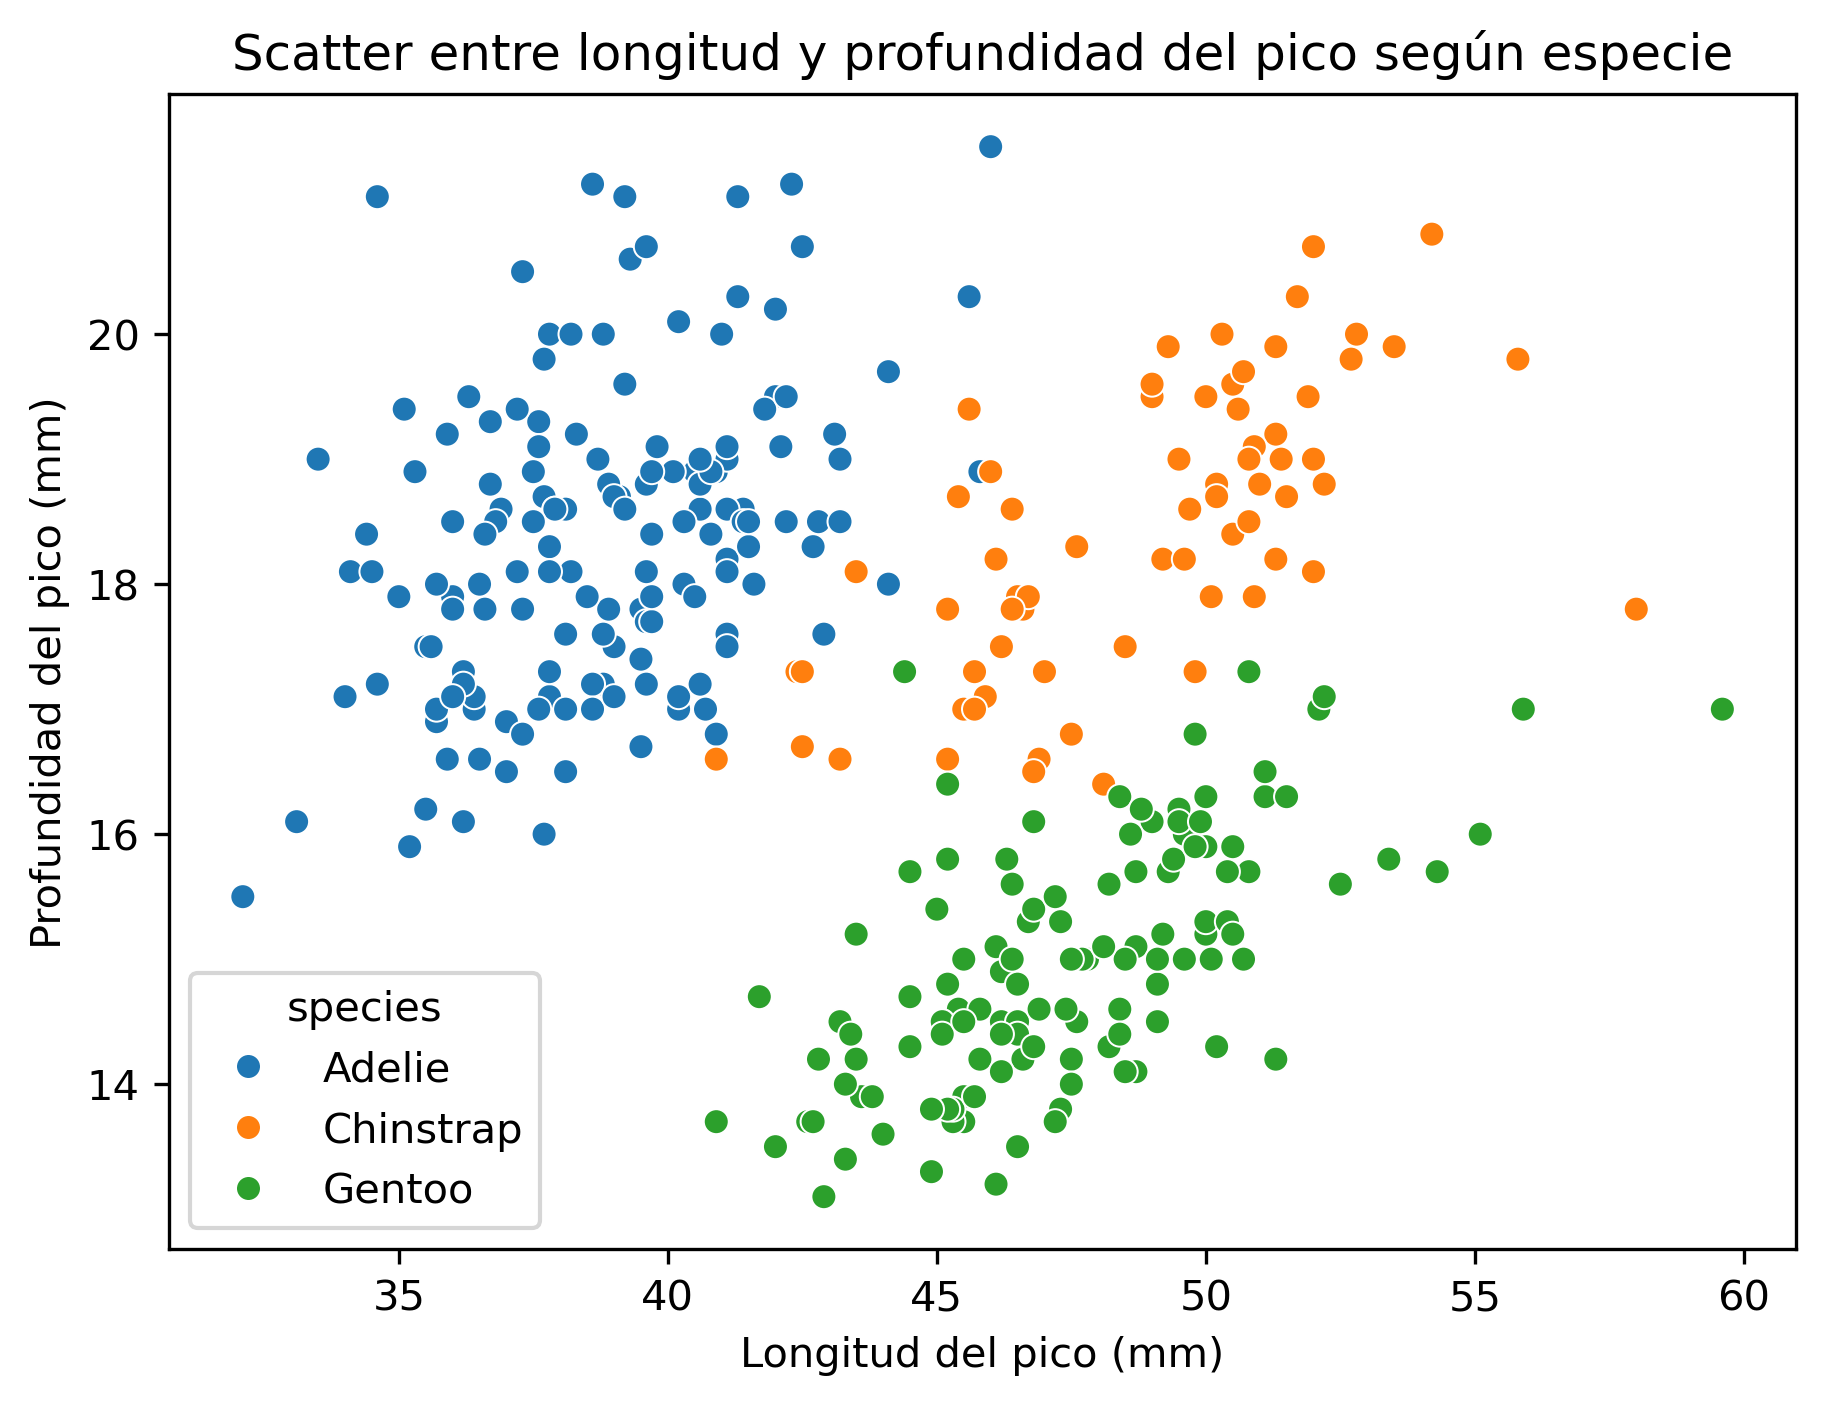 Scatter entre longitud y profundidad del pico según especie
Profundidad del pico (mm)
20
18
16
14
species
Adelie
Chinstrap
Gentoo
35 40 45 50 55 60
Longitud del pico (mm)